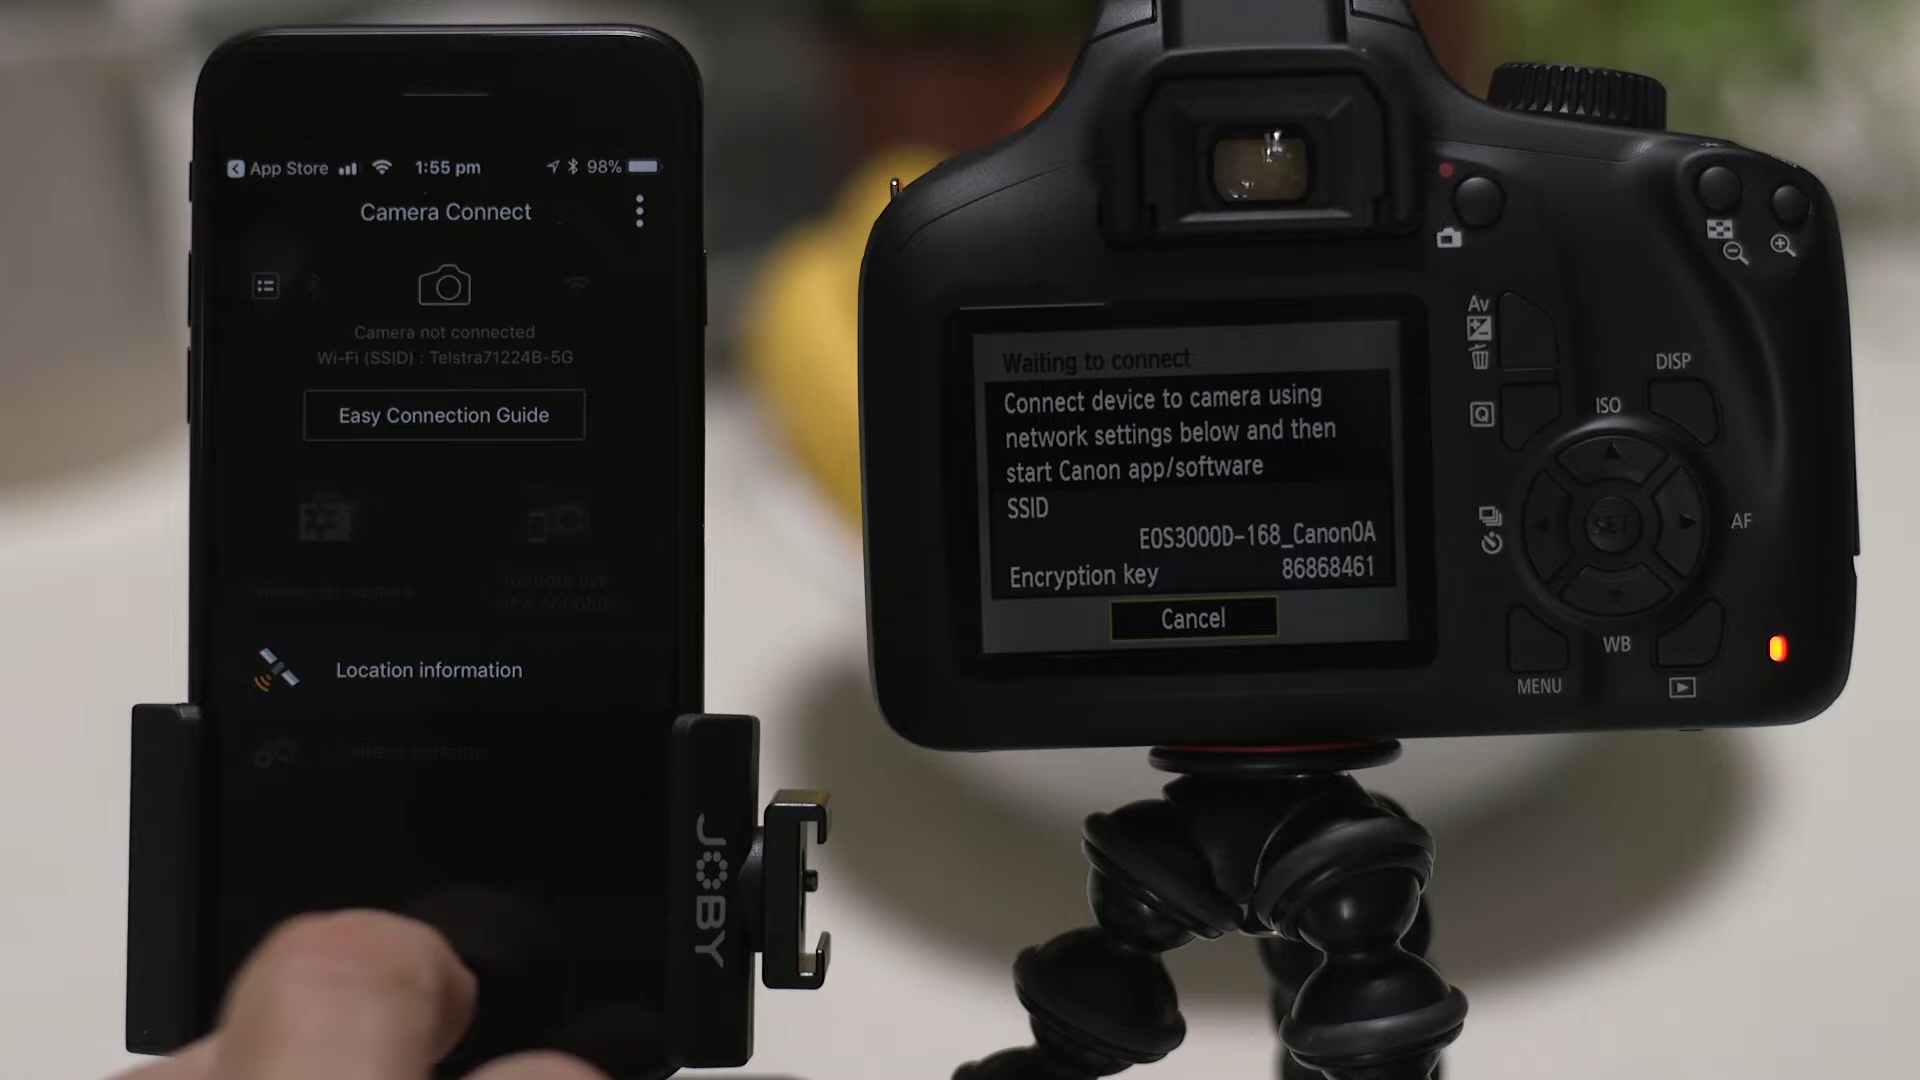 App Store
1:55 pm
98%
Camera Connect
Camera not connected
Wi-Fi (SSID) : Telstra71224B-5G
Easy Connection Guide
Location information
JOBY
Waiting to connect
Connect device to camera using
network settings below and then
start Canon app/software
SSID
EOS3000D-168_Canon0A
Encryption key 86868461
Cancel
Av
DISP
Q
ISO
SET
AF
WB
MENU